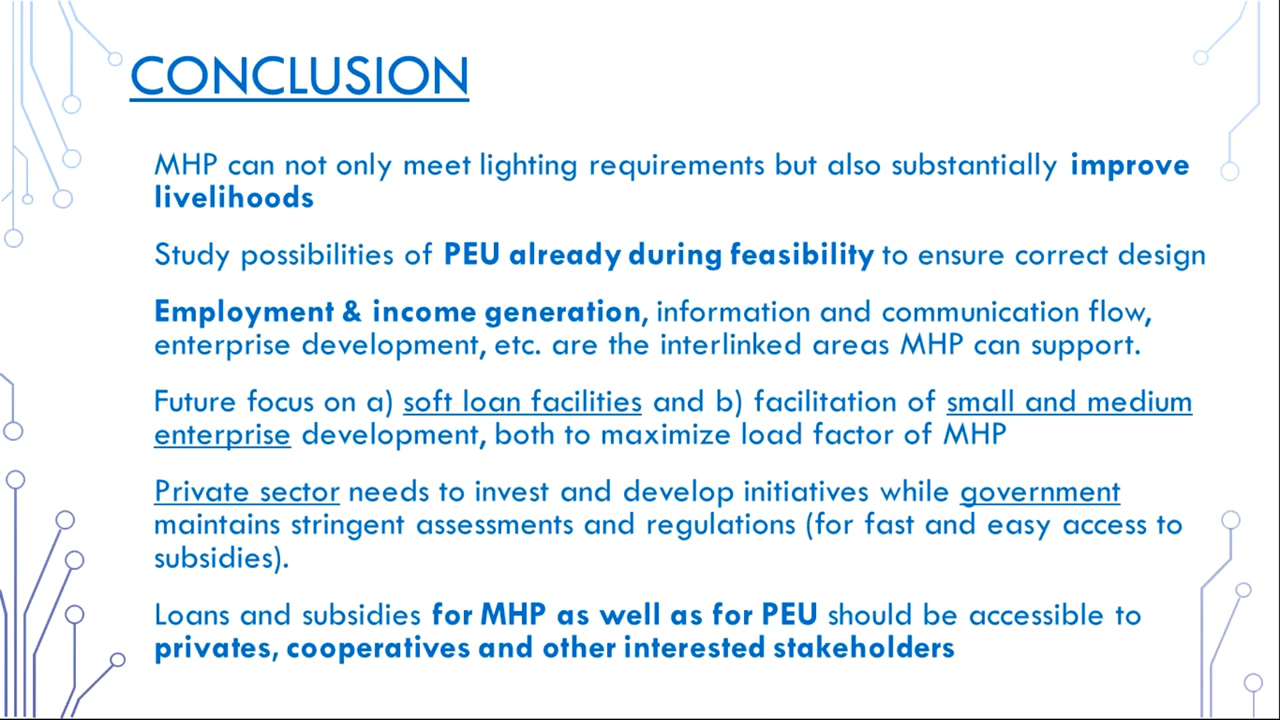 CONCLUSION
MHP can not only meet lighting requirements but also substantially improve
livelihoods
Study possibilities of PEU already during feasibility to ensure correct design
Employment & income generation, information and communication flow,
enterprise development, etc. are the interlinked areas MHP can support.
Future focus on a) soft loan facilities and b) facilitation of small and medium
enterprise development, both to maximize load factor of MHP
Private sector needs to invest and develop initiatives while government
maintains stringent assessments and regulations (for fast and easy access to
subsidies).
Loans and subsidies for MHP as well as for PEU should be accessible to
privates, cooperatives and other interested stakeholders